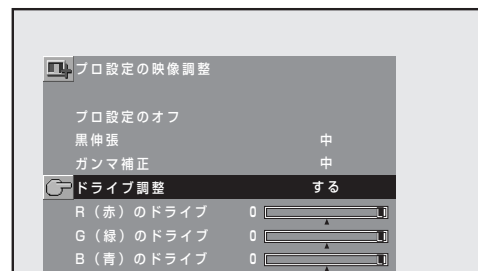 プロ設定の映像調整
プロ設定のオフ
黒伸張 中
ガンマ補正 中
ドライブ調整 する
R(赤)のドライブ 0
G(緑)のドライブ 0
B(青)のドライブ 0